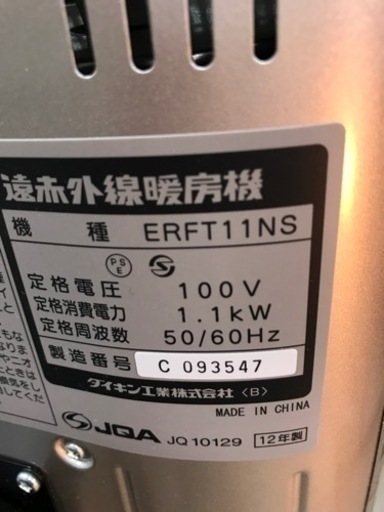 遠赤外線暖房機
機 種 ERFT11NS
PS E S
定格電圧 100V
定格消費電力 1.1kW
定格周波数 50/60Hz
製造番号 C 093547
ダイキン工業株式会社 〈B〉
MADE IN CHINA
S JQA JQ10129 12年製